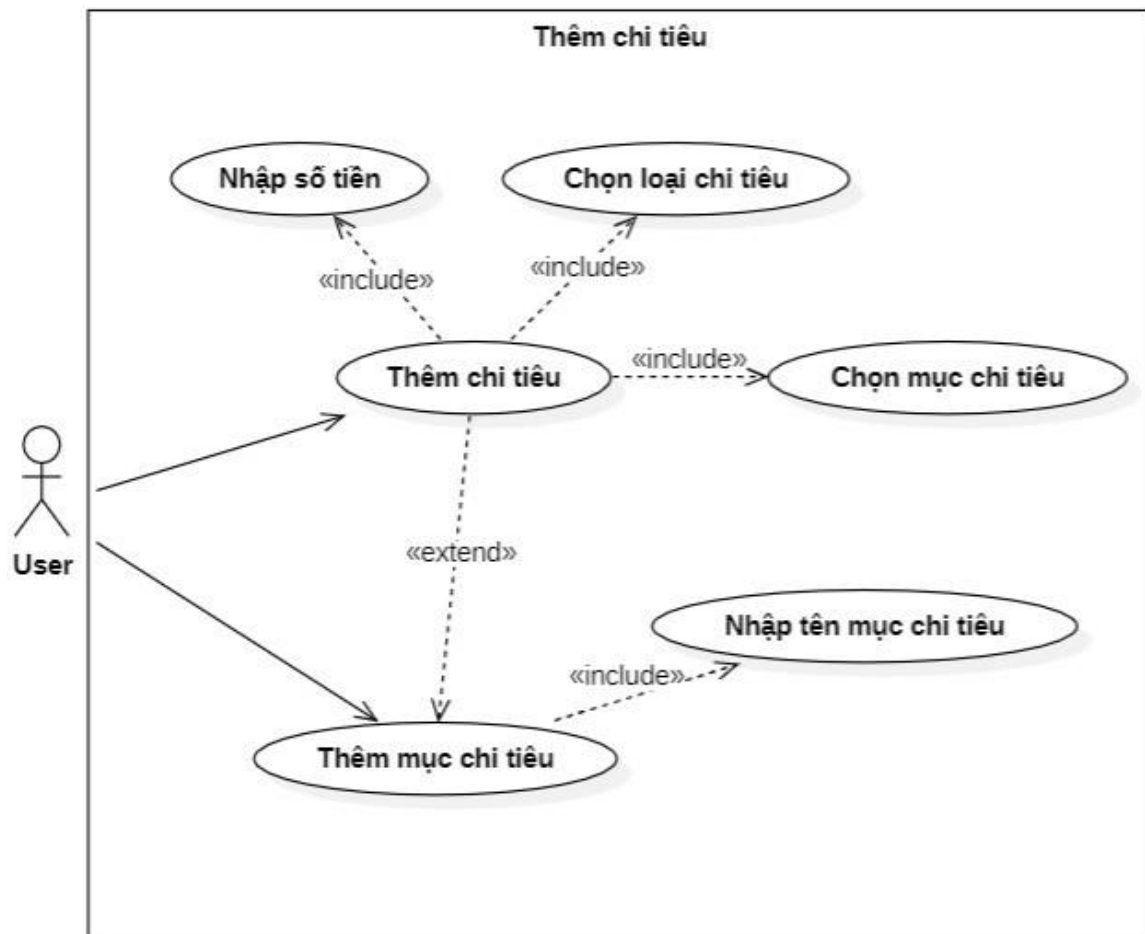 Thêm chi tiêu
Nhập số tiền
Chọn loại chi tiêu
«include»
«include»
Thêm chi tiêu
«include»
Chọn mục chi tiêu
User
«extend»
Nhập tên mục chi tiêu
«include»
Thêm mục chi tiêu